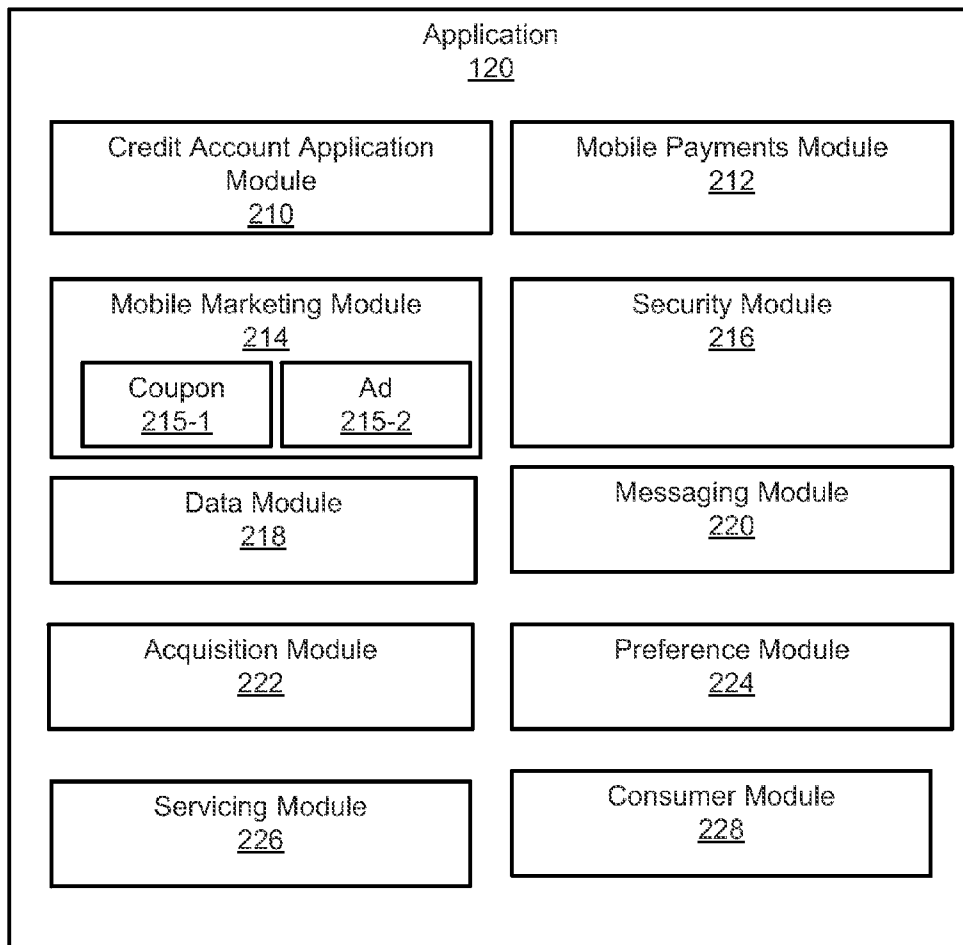 Application
120
Credit Account Application
Module
210
Mobile Payments Module
212
Mobile Marketing Module
214
Coupon
215-1
Ad
215-2
Security Module
216
Data Module
218
Messaging Module
220
Acquisition Module
222
Preference Module
224
Servicing Module
226
Consumer Module
228